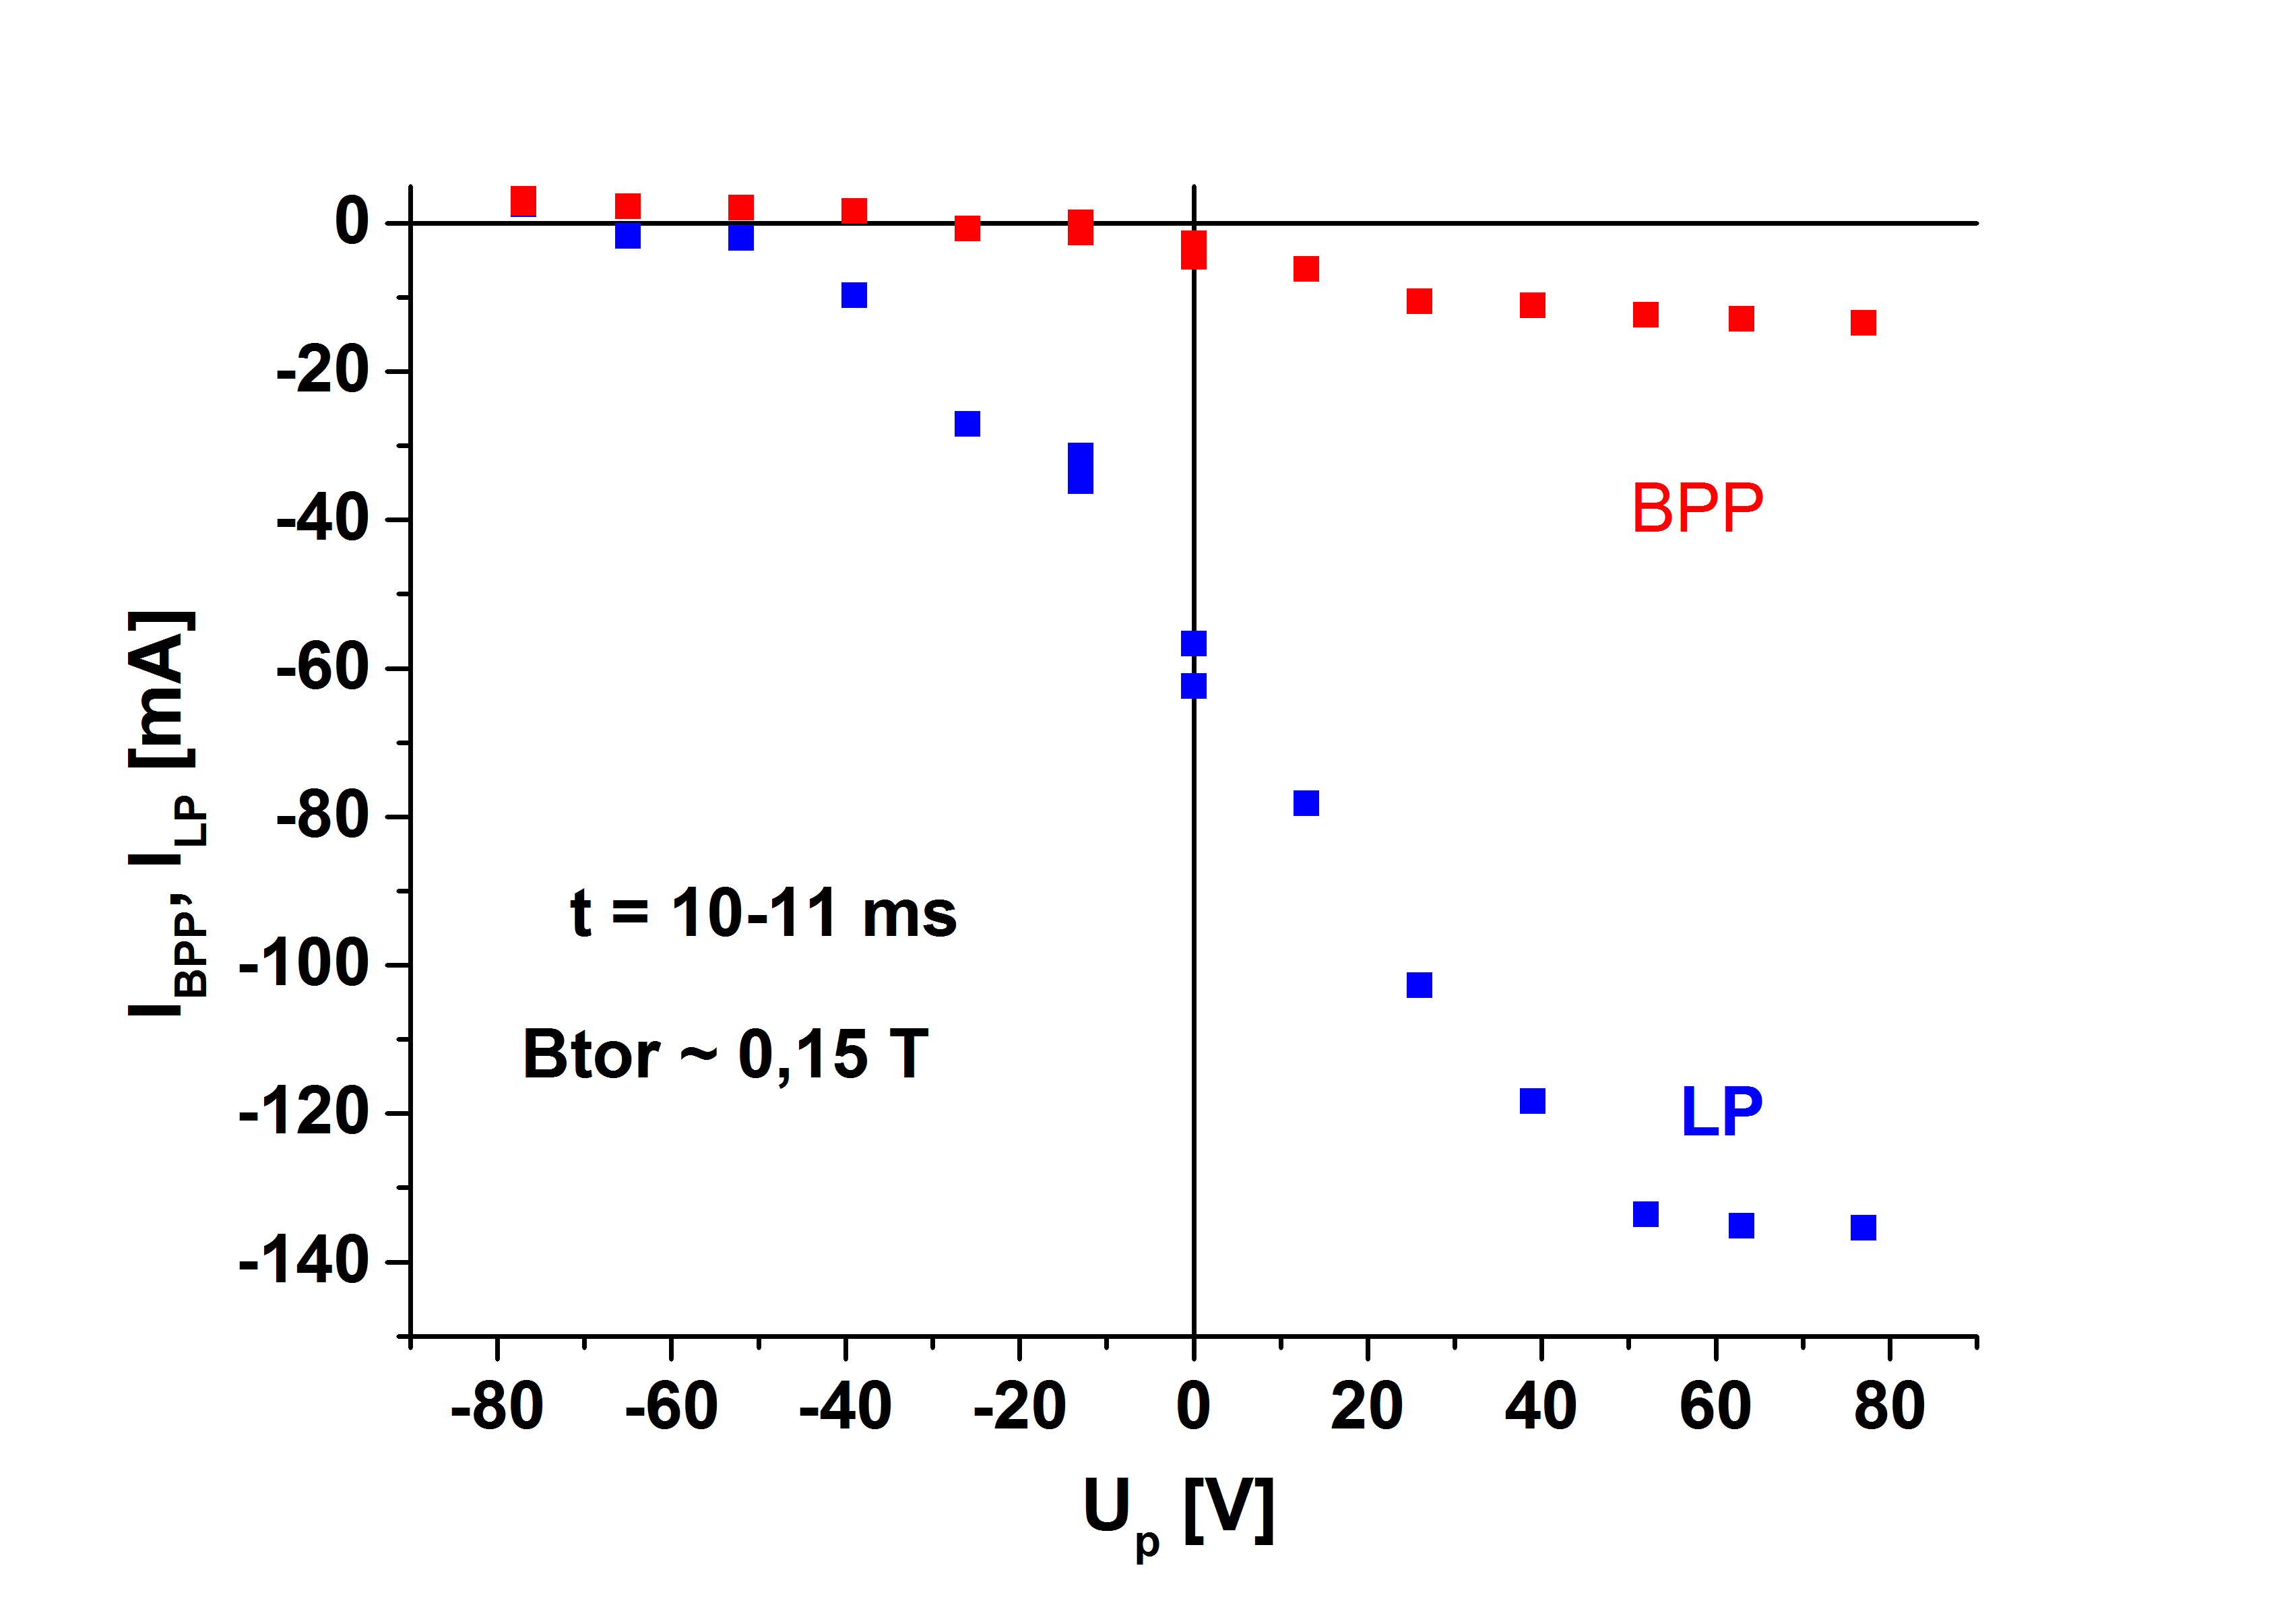 0
-20
-40
-60
-80
-100
-120
-140
I_BPP, I_LP [mA]
BPP
t = 10-11 ms
Btor ~ 0,15 T
LP
-80 -60 -40 -20 0 20 40 60 80
U_p [V]